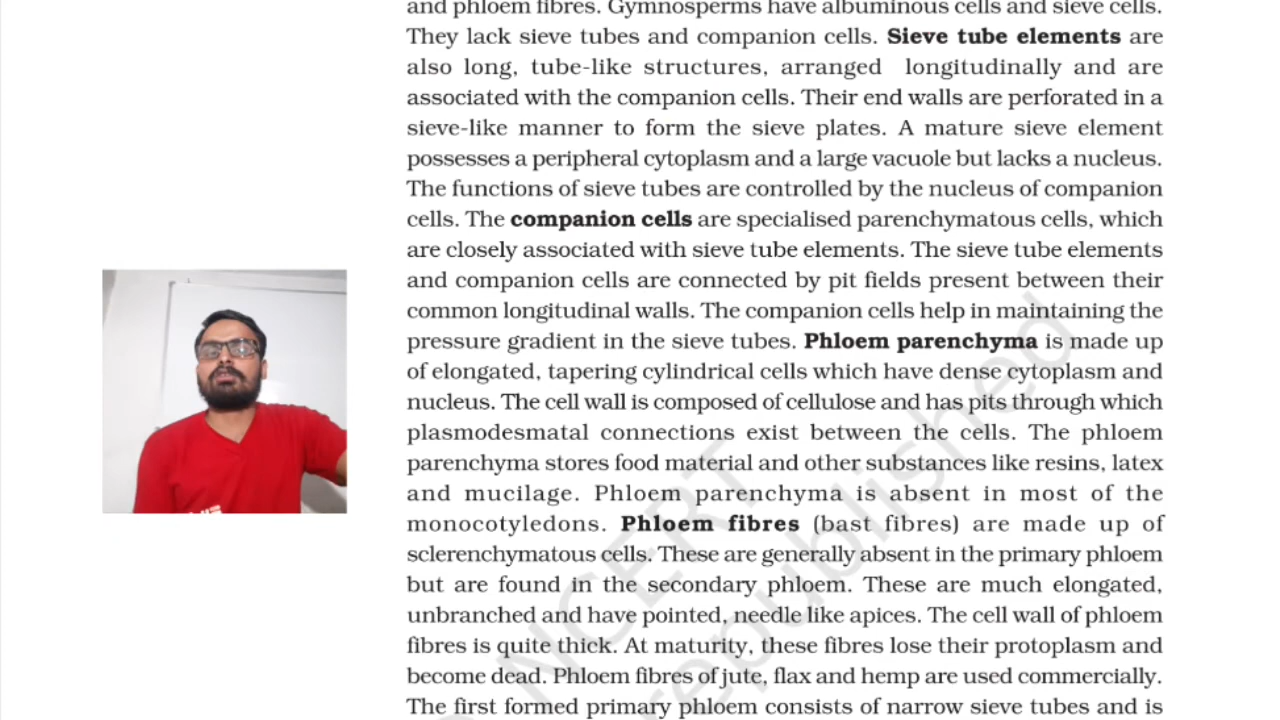 and phloem fibres. Gymnosperms have albuminous cells and sieve cells.
They lack sieve tubes and companion cells. Sieve tube elements are
also long, tube-like structures, arranged longitudinally and are
associated with the companion cells. Their end walls are perforated in a
sieve-like manner to form the sieve plates. A mature sieve element
possesses a peripheral cytoplasm and a large vacuole but lacks a nucleus.
The functions of sieve tubes are controlled by the nucleus of companion
cells. The companion cells are specialised parenchymatous cells, which
are closely associated with sieve tube elements. The sieve tube elements
and companion cells are connected by pit fields present between their
common longitudinal walls. The companion cells help in maintaining the
pressure gradient in the sieve tubes. Phloem parenchyma is made up
of elongated, tapering cylindrical cells which have dense cytoplasm and
nucleus. The cell wall is composed of cellulose and has pits through which
plasmodesmatal connections exist between the cells. The phloem
parenchyma stores food material and other substances like resins, latex
and mucilage. Phloem parenchyma is absent in most of the
monocotyledons. Phloem fibres (bast fibres) are made up of
sclerenchymatous cells. These are generally absent in the primary phloem
but are found in the secondary phloem. These are much elongated,
unbranched and have pointed, needle like apices. The cell wall of phloem
fibres is quite thick. At maturity, these fibres lose their protoplasm and
become dead. Phloem fibres of jute, flax and hemp are used commercially.
The first formed primary phloem consists of narrow sieve tubes and is
NCERT
republished